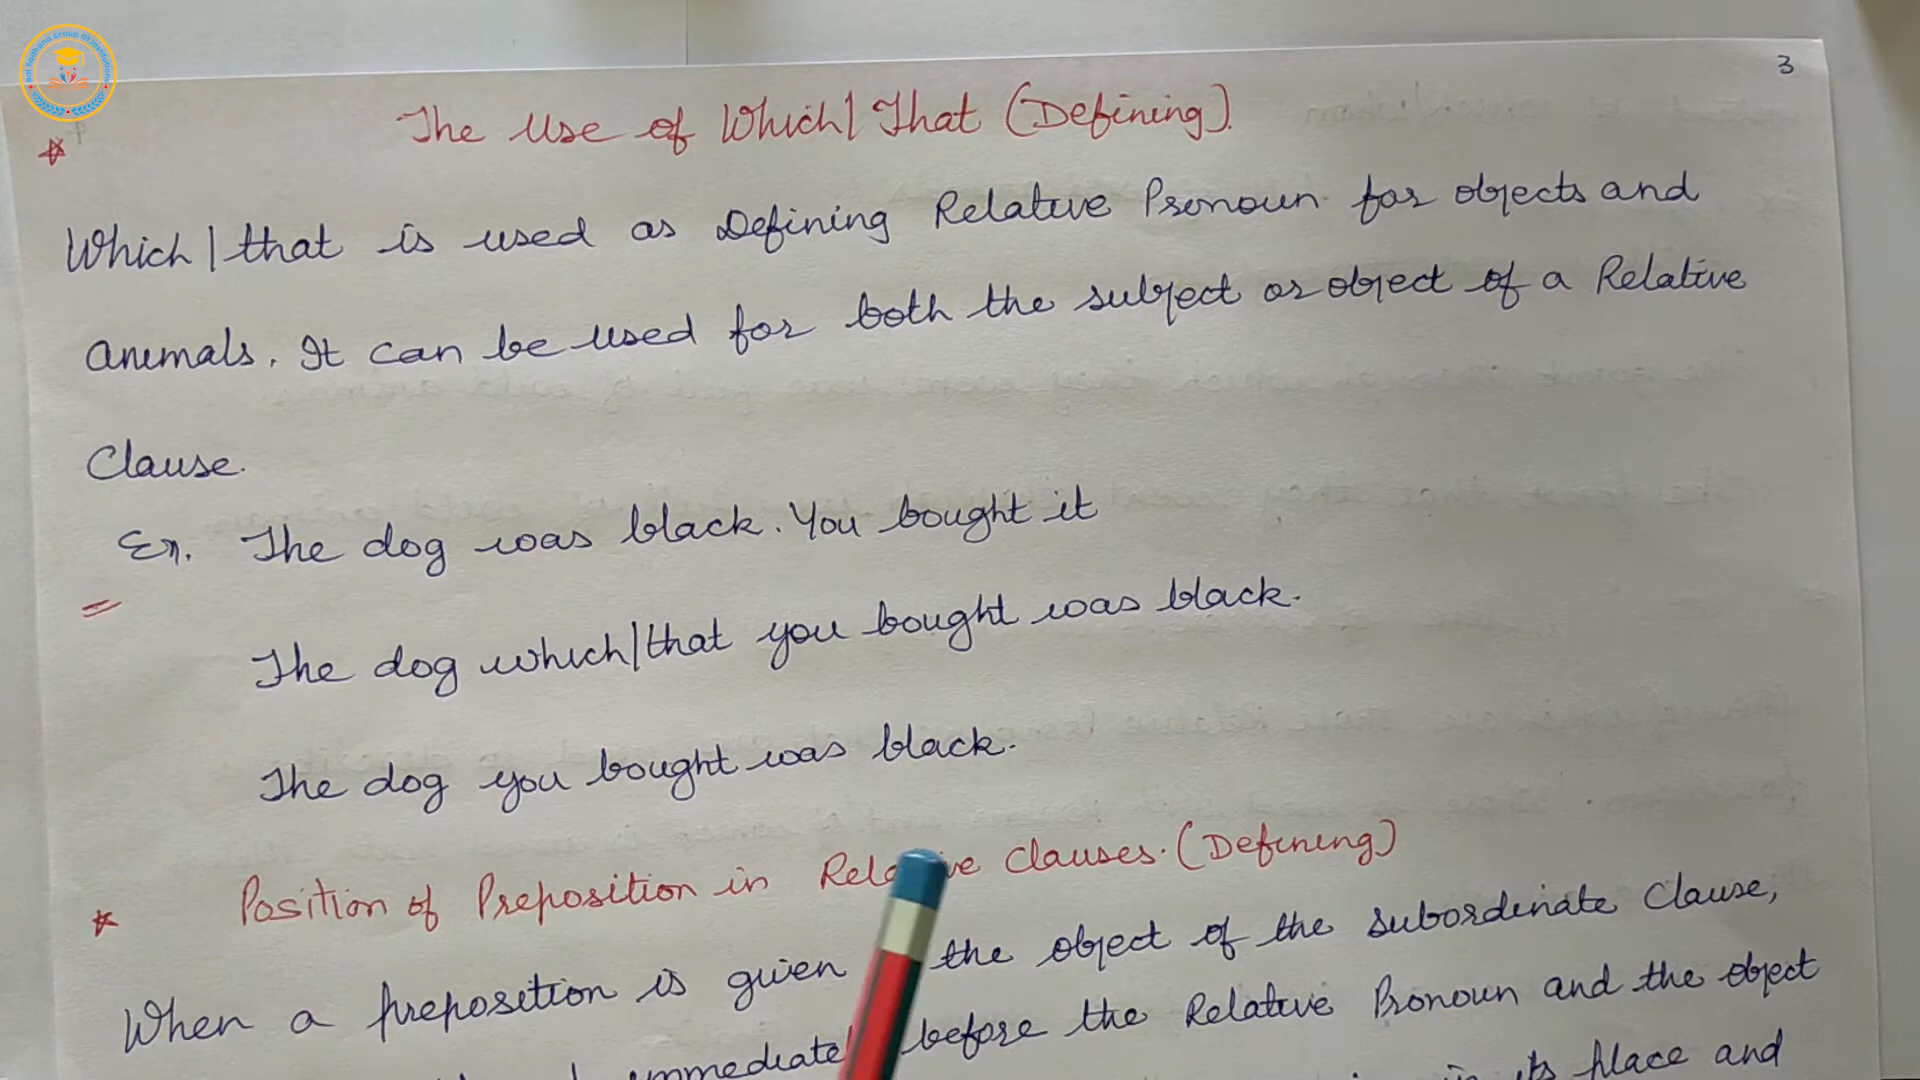 3
The Use of Which/That (Defining).
Which/that is used as Defining Relative Pronoun for objects and
animals. It can be used for both the subject or object of a Relative
Clause.
Ex. The dog was black. You bought it
The dog which/that you bought was black.
The dog you bought was black.
Position of Preposition in Relative Clauses. (Defining)
When a preposition is given the object of the subordinate Clause,
before the Relative Pronoun and the object
in its place and